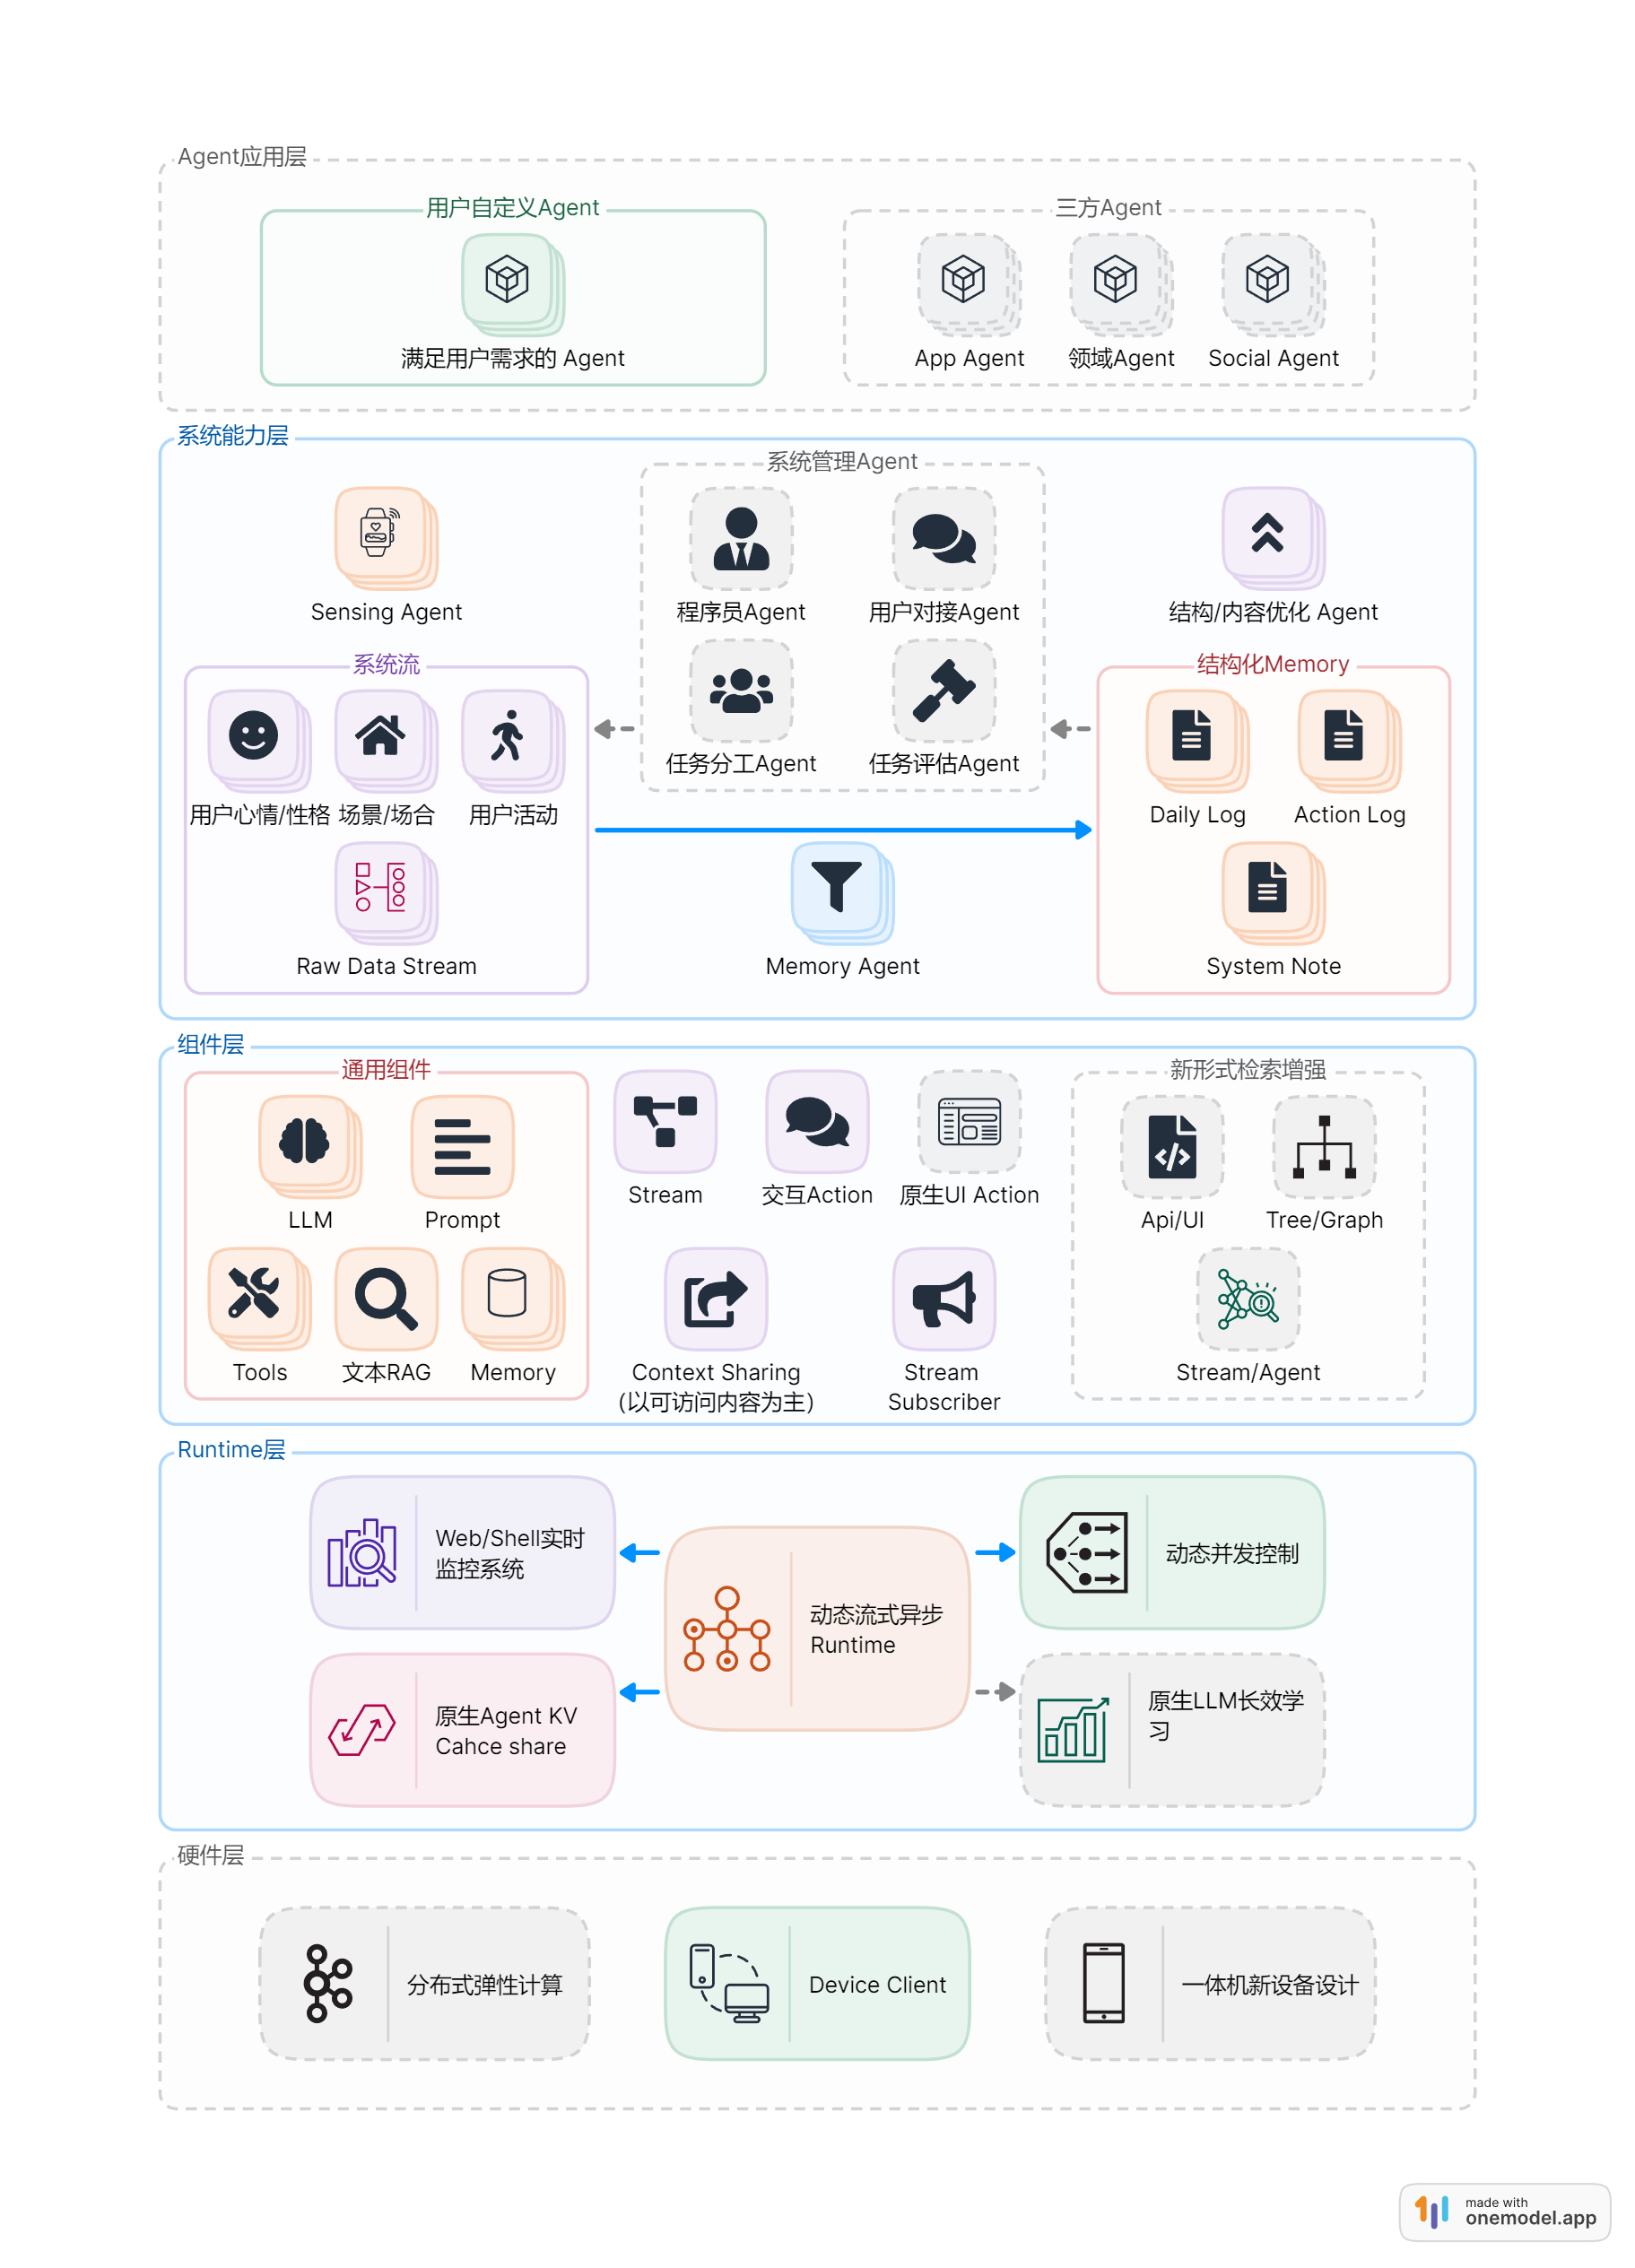 Agent应用层
用户自定义Agent
三方Agent
满足用户需求的 Agent
App Agent
领域Agent
Social Agent
系统能力层
系统管理Agent
Sensing Agent
程序员Agent
用户对接Agent
结构/内容优化 Agent
系统流
结构化Memory
任务分工Agent
任务评估Agent
用户心情/性格
场景/场合
用户活动
Daily Log
Action Log
Raw Data Stream
Memory Agent
System Note
组件层
通用组件
新形式检索增强
LLM
Prompt
Stream
交互Action
原生UI Action
Api/UI
Tree/Graph
Tools
文本RAG
Memory
Context Sharing
(以可访问内容为主)
Stream
Subscriber
Stream/Agent
Runtime层
Web/Shell实时
监控系统
动态流式异步
Runtime
动态并发控制
原生Agent KV
Cahce share
原生LLM长效学
习
硬件层
分布式弹性计算
Device Client
一体机新设备设计
made with
onemodel.app